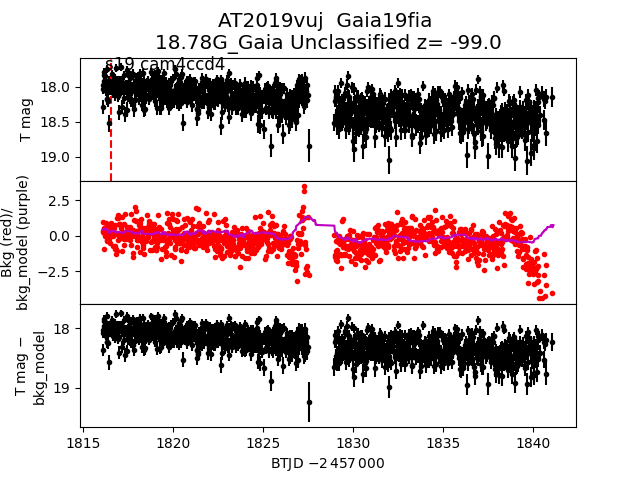 AT2019vuj  Gaia19fia
18.78G_Gaia Unclassified z= -99.0
s19 cam4ccd4
T mag
18.0
18.5
19.0
Bkg (red)/
bkg_model (purple)
2.5
0.0
−2.5
T mag −
bkg_model
18
19
1815 1820 1825 1830 1835 1840
BTJD −2 457 000